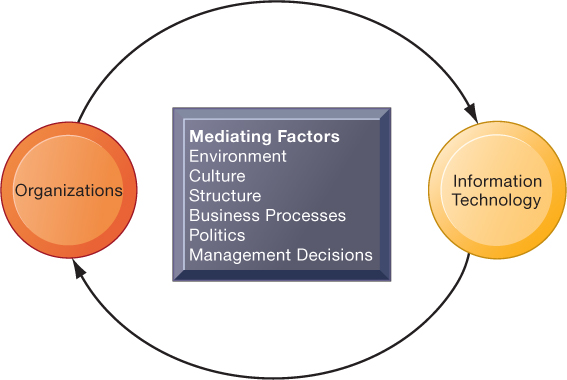 Organizations
Mediating Factors
Environment
Culture
Structure
Business Processes
Politics
Management Decisions
Information
Technology